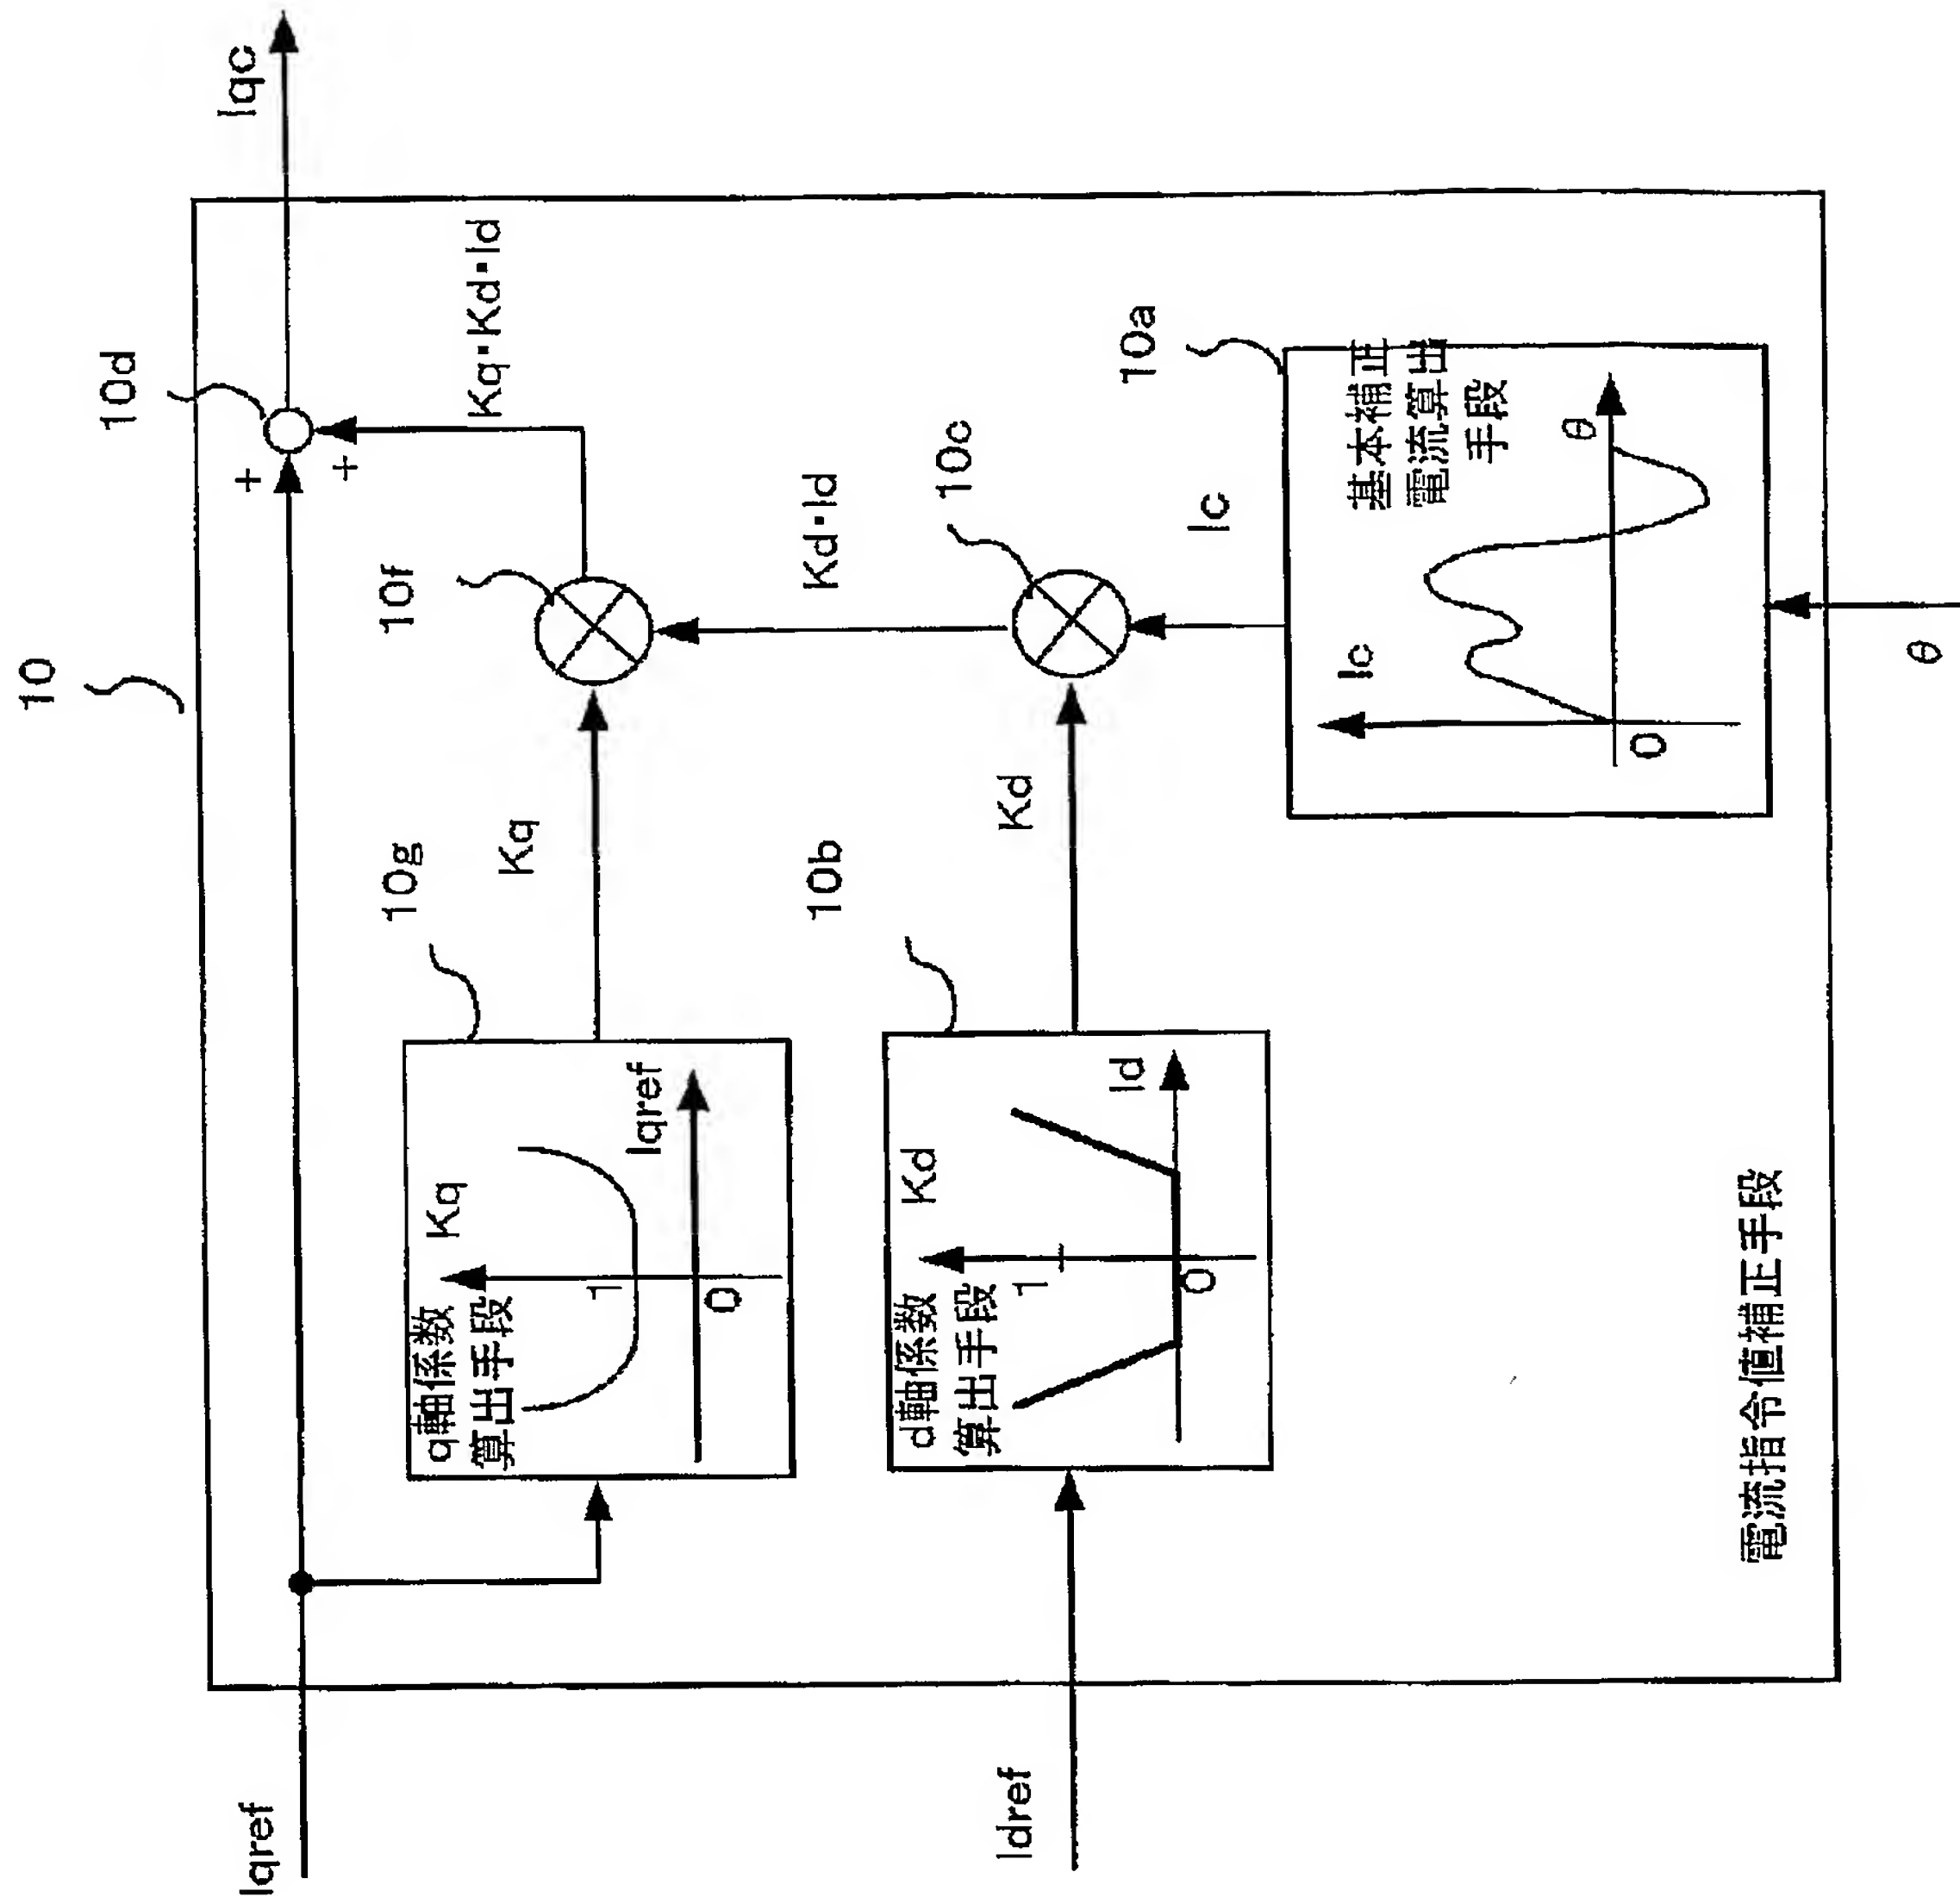 10
Iqref
10d
+
+
Iqc
Kq・Kd・Id
q軸係数
算出手段
Kq
1
0
Iqref
10g
Kq
10f
Kd・Id
Idref
d軸係数
算出手段
Kd
1
0
Id
10b
Kd
10c
Ic
10a
基本補正
電流算出
手段
Ic
0
θ
θ
電流指令値補正手段